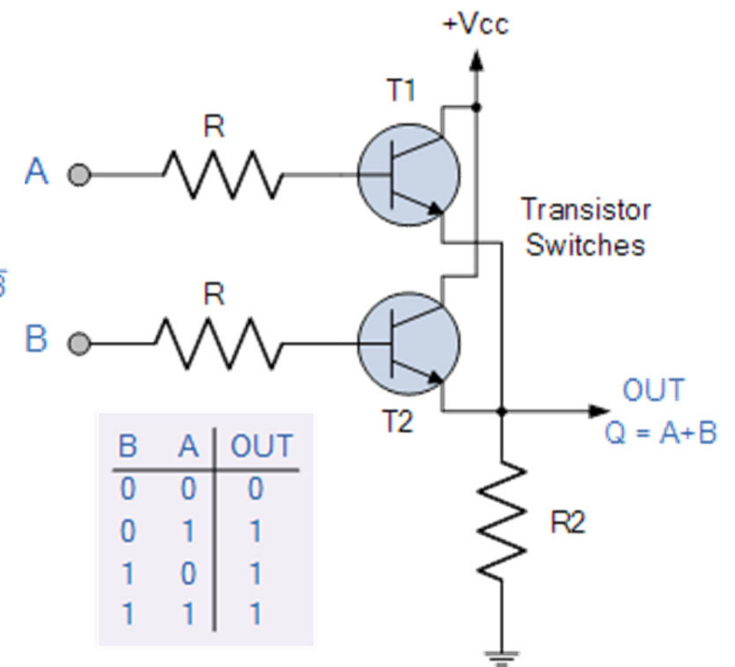 +Vcc
T1
R
A
Transistor
Switches
R
B
T2
OUT
Q = A+B
B A OUT
0 0 0
0 1 1
1 0 1
1 1 1
R2